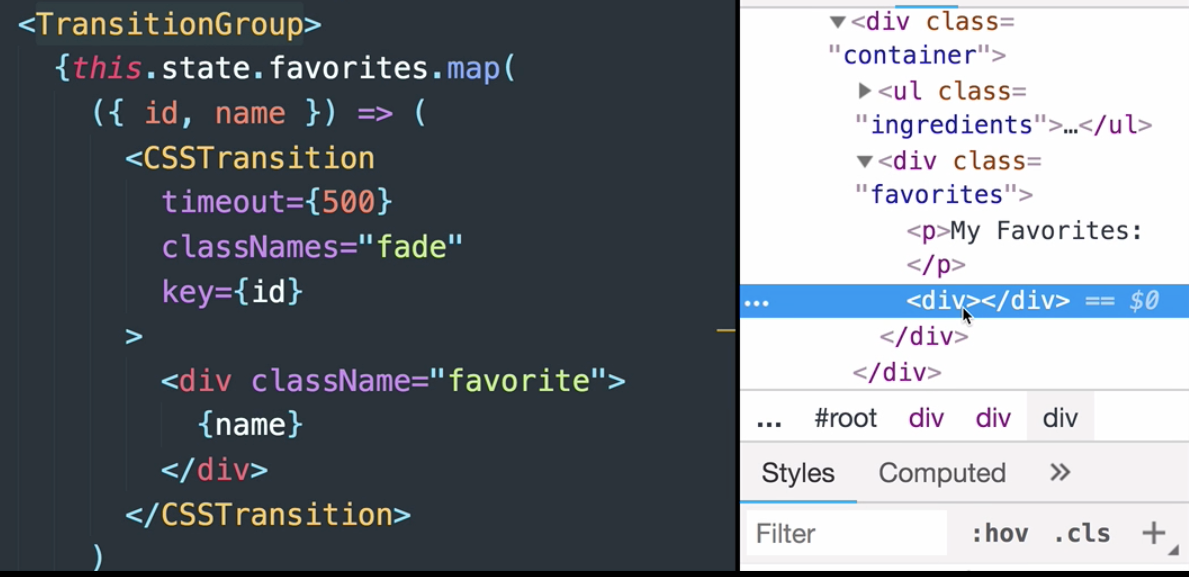 <TransitionGroup>
{this.state.favorites.map(
({ id, name }) => (
<CSSTransition
timeout={500}
classNames="fade"
key={id}
>
<div className="favorite">
{name}
</div>
</CSSTransition>
)
▼<div class=
"container">
▶<ul class=
"ingredients">…</ul>
▼<div class=
"favorites">
<p>My Favorites:
</p>
... <div></div> == $0
</div>
</div>
... #root div div div
Styles Computed »
Filter :hov .cls +